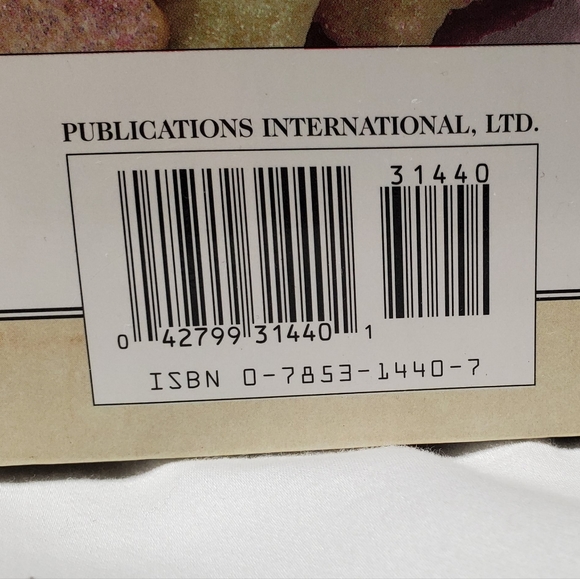 PUBLICATIONS INTERNATIONAL, LTD.
31440
0 42799 31440 1
ISBN 0-7853-1440-7